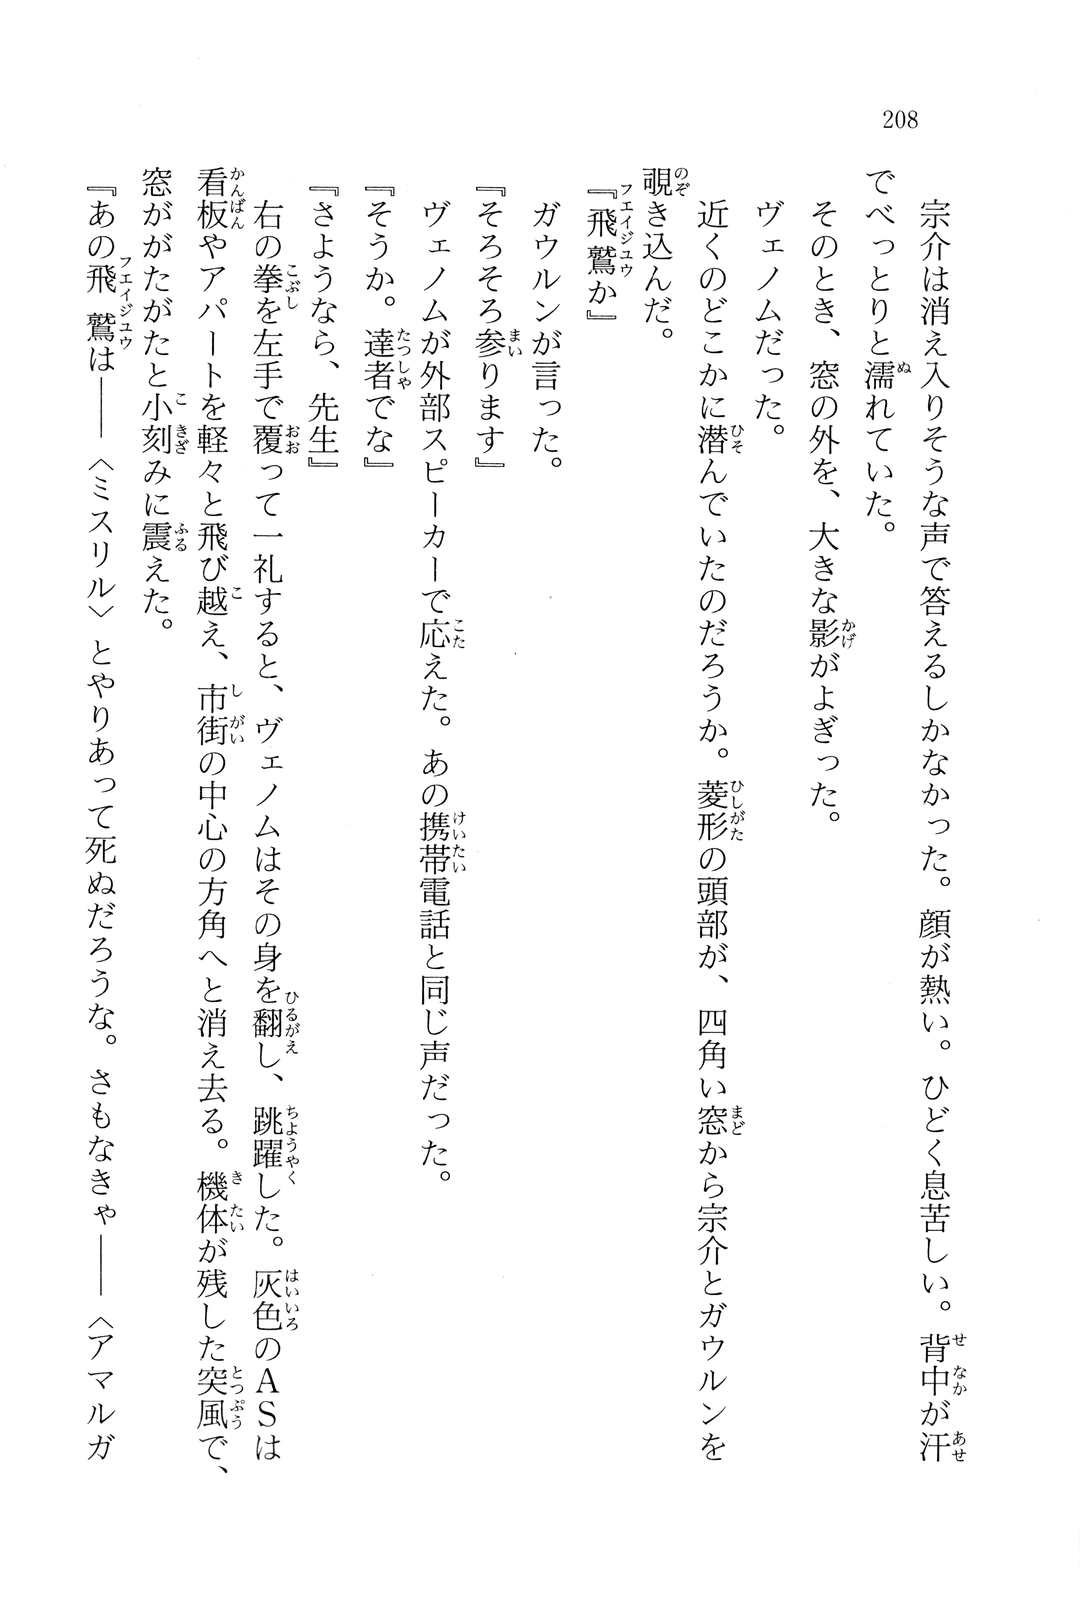 208
宗介は消え入りそうな声で答えるしかなかった。顔が熱い。ひどく息苦しい。背中が汗
でべっとりと濡れていた。
そのとき、窓の外を、大きな影がよぎった。
ヴェノムだった。
近くのどこかに潜んでいたのだろうか。菱形の頭部が、四角い窓から宗介とガウルンを
覗き込んだ。
『飛鷲か』
ガウルンが言った。
『そろそろ参ります』
ヴェノムが外部スピーカーで応えた。あの携帯電話と同じ声だった。
『そうか。達者でな』
『さようなら、先生』
右の拳を左手で覆って一礼すると、ヴェノムはその身を翻し、跳躍した。灰色のＡＳは
看板やアパートを軽々と飛び越え、市街の中心の方角へと消え去る。機体が残した突風で、
窓ががたがたと小刻みに震えた。
『あの飛鷲は――〈ミスリル〉とやりあって死ぬだろうな。さもなきゃ――〈アマルガ